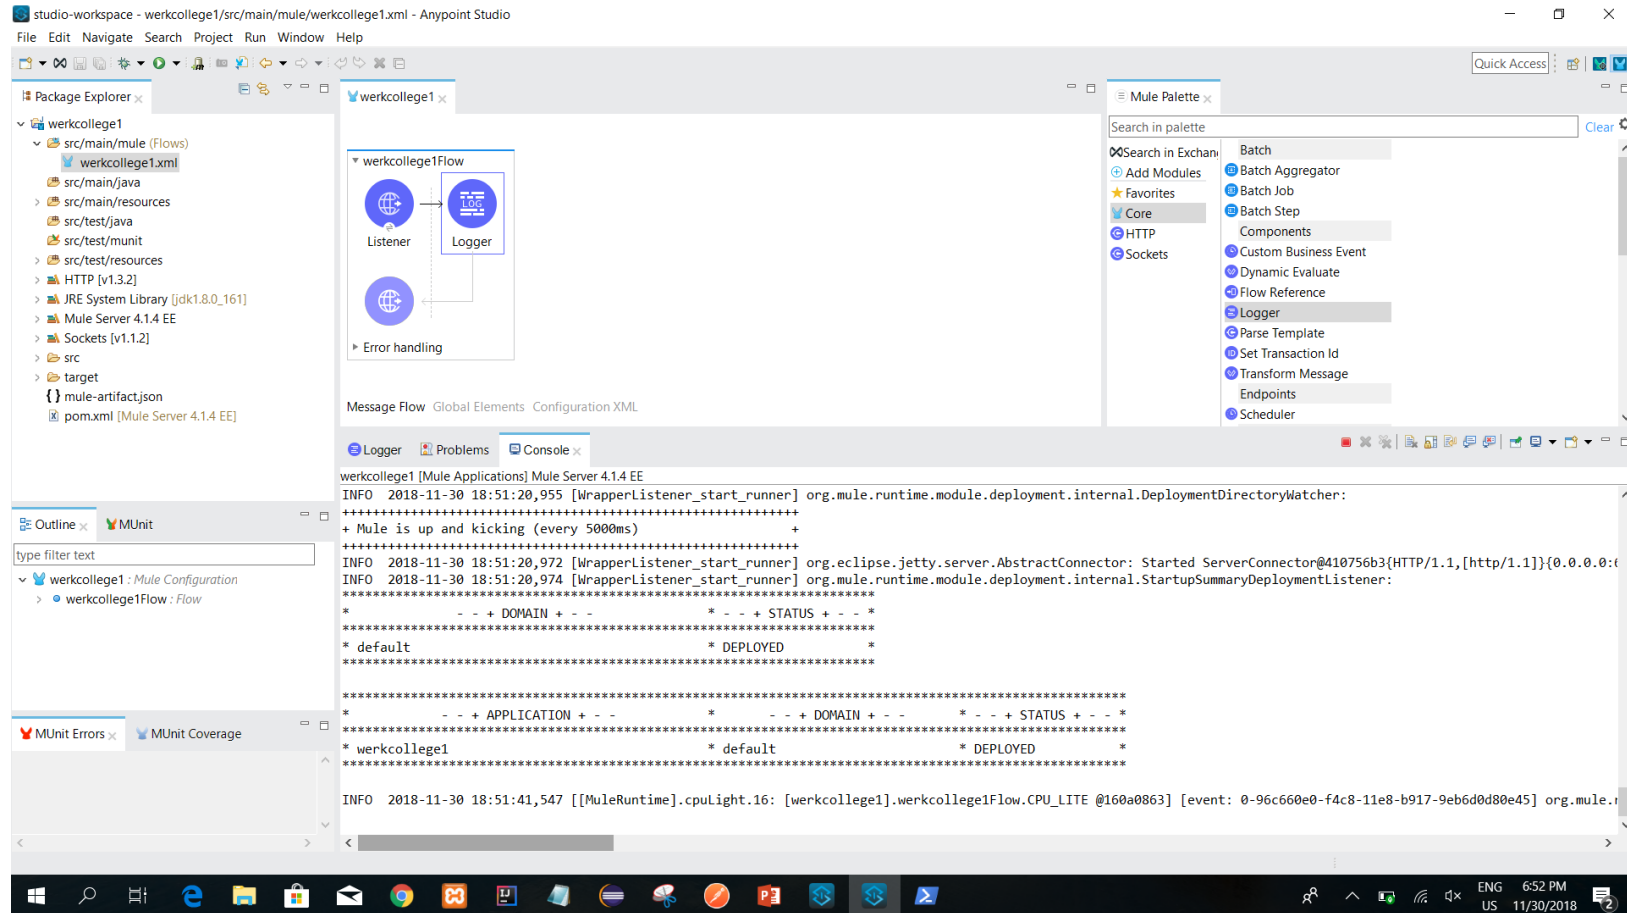 studio-workspace - werkcollege1/src/main/mule/werkcollege1.xml - Anypoint Studio
File Edit Navigate Search Project Run Window Help
Quick Access
Package Explorer
werkcollege1
src/main/mule (Flows)
werkcollege1.xml
src/main/java
src/main/resources
src/test/java
src/test/munit
src/test/resources
HTTP [v1.3.2]
JRE System Library [jdk1.8.0_161]
Mule Server 4.1.4 EE
Sockets [v1.1.2]
src
target
mule-artifact.json
pom.xml [Mule Server 4.1.4 EE]
Outline MUnit
type filter text
werkcollege1 : Mule Configuration
werkcollege1Flow : Flow
MUnit Errors MUnit Coverage
werkcollege1
werkcollege1Flow
LOG
Listener Logger
Error handling
Message Flow Global Elements Configuration XML
Mule Palette
Search in palette Clear
Search in Exchan
Add Modules
Favorites
Core
HTTP
Sockets
Batch
Batch Aggregator
Batch Job
Batch Step
Components
Custom Business Event
Dynamic Evaluate
Flow Reference
Logger
Parse Template
Set Transaction Id
Transform Message
Endpoints
Scheduler
Logger Problems Console
werkcollege1 [Mule Applications] Mule Server 4.1.4 EE
INFO 2018-11-30 18:51:20,955 [WrapperListener_start_runner] org.mule.runtime.module.deployment.internal.DeploymentDirectoryWatcher:
++++++++++++++++++++++++++++++++++++++++++++++++++++++++++++
+ Mule is up and kicking (every 5000ms) +
++++++++++++++++++++++++++++++++++++++++++++++++++++++++++++
INFO 2018-11-30 18:51:20,972 [WrapperListener_start_runner] org.eclipse.jetty.server.AbstractConnector: Started ServerConnector@410756b3{HTTP/1.1,[http/1.1]}{0.0.0.0:6
INFO 2018-11-30 18:51:20,974 [WrapperListener_start_runner] org.mule.runtime.module.deployment.internal.StartupSummaryDeploymentListener:
**********************************************************************
* - - + DOMAIN + - - * - - + STATUS + - - *
**********************************************************************
* default * DEPLOYED *
**********************************************************************
*******************************************************************************************************
* - - + APPLICATION + - - * - - + DOMAIN + - - * - - + STATUS + - - *
*******************************************************************************************************
* werkcollege1 * default * DEPLOYED *
*******************************************************************************************************
INFO 2018-11-30 18:51:41,547 [[MuleRuntime].cpuLight.16: [werkcollege1].werkcollege1Flow.CPU_LITE @160a0863] [event: 0-96c660e0-f4c8-11e8-b917-9eb6d0d80e45] org.mule.r
ENG
US
6:52 PM
11/30/2018
2